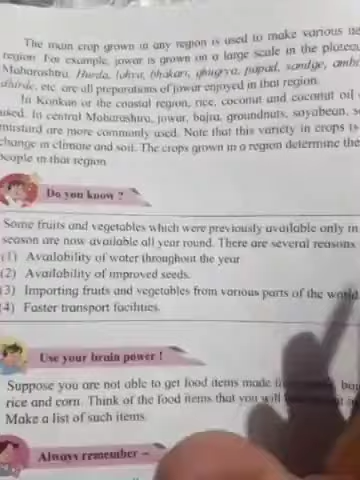 The main crop grown in any region is used to make various
region. For example, jowar is grown on a large scale in the plateau
Maharashtra. Hurda, lahya, bhakari, ghugrya, papad, sandge,
dhirde, etc. are all preparations of jowar enjoyed in that region.
In Konkan or the coastal region, rice, coconut and coconut oil
used. In central Maharashtra, jowar, bajra, groundnuts, soyabean,
mustard are more commonly used. Note that this variety in crops is
change in climate and soil. The crops grown in a region determine the
people in that region
Do you know ?
Some fruits and vegetables which were previously available only in
season are now available all year round. There are several reasons
(1) Availability of water throughout the year
(2) Availability of improved seeds.
(3) Importing fruits and vegetables from various parts of the world
(4) Faster transport facilities.
Use your brain power !
Suppose you are not able to get food items made
rice and corn. Think of the food items that you will
Make a list of such items.
Always remember -